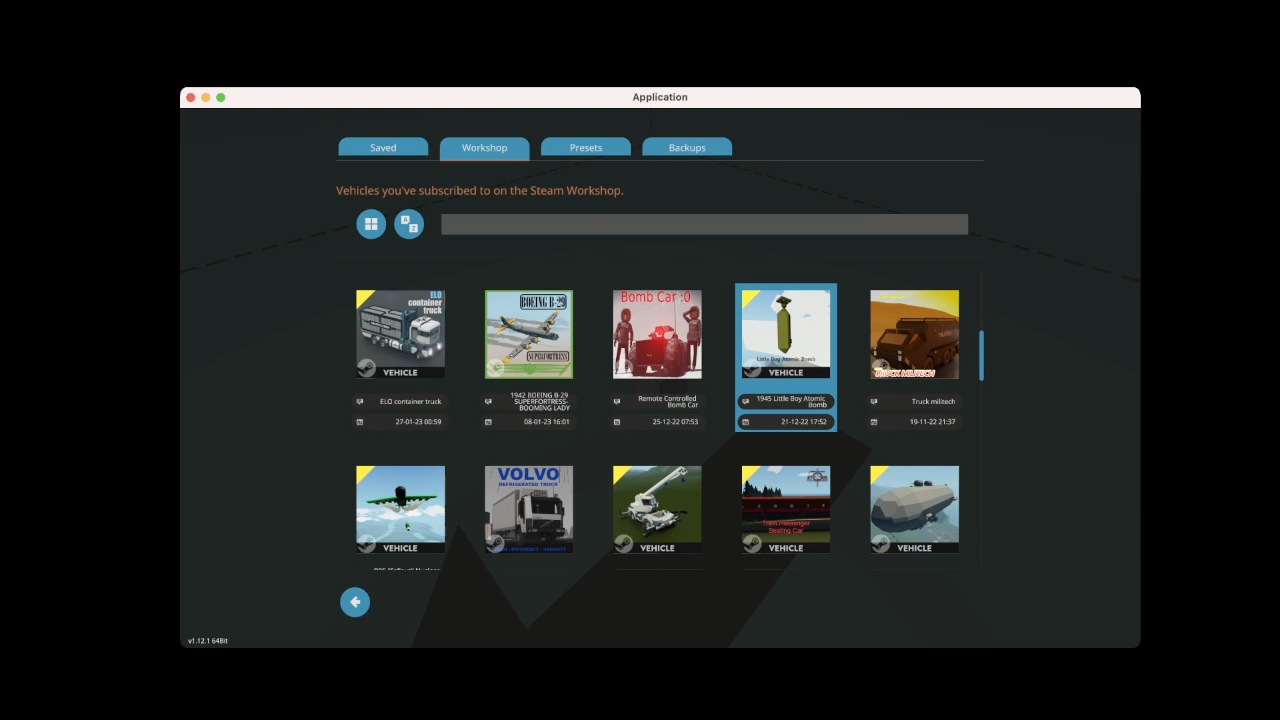 Application
Saved
Workshop
Presets
Backups
Vehicles you've subscribed to on the Steam Workshop.
A
Z
ELO
container
truck
VEHICLE
BOEING B-29
SUPERFORTRESS
Bomb Car :0
Little Boy Atomic Bomb
VEHICLE
TRUCK MILITECH
ELO container truck
1942 BOEING B-29
SUPERFORTRESS-
BOOMING LADY
Remote Controlled
Bomb Car
1945 Little Boy Atomic
Bomb
Truck militech
27-01-23 00:59
08-01-23 16:01
25-12-22 07:53
21-12-22 17:52
19-11-22 21:37
VEHICLE
VOLVO
REFRIGERATED TRUCK
EFFICIENCY
CAPACITY
VEHICLE
Train Passenger
Seating Car
VEHICLE
VEHICLE
v1.12.1 64Bit